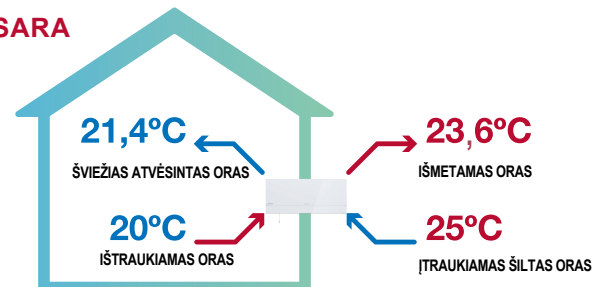 SARA
21,4ºC
23,6ºC
ŠVIEŽIAS ATVĖSINTAS ORAS
IŠMETAMAS ORAS
20ºC
25ºC
IŠTRAUKIAMAS ORAS
ĮTRAUKIAMAS ŠILTAS ORAS